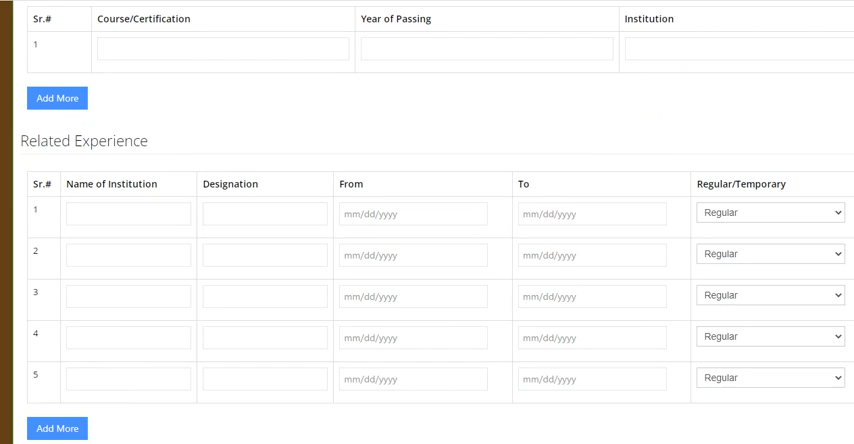 Sr.# Course/Certification Year of Passing Institution
1
Add More
Related Experience
Sr.# Name of Institution Designation From To Regular/Temporary
1 mm/dd/yyyy mm/dd/yyyy Regular
2 mm/dd/yyyy mm/dd/yyyy Regular
3 mm/dd/yyyy mm/dd/yyyy Regular
4 mm/dd/yyyy mm/dd/yyyy Regular
5 mm/dd/yyyy mm/dd/yyyy Regular
Add More